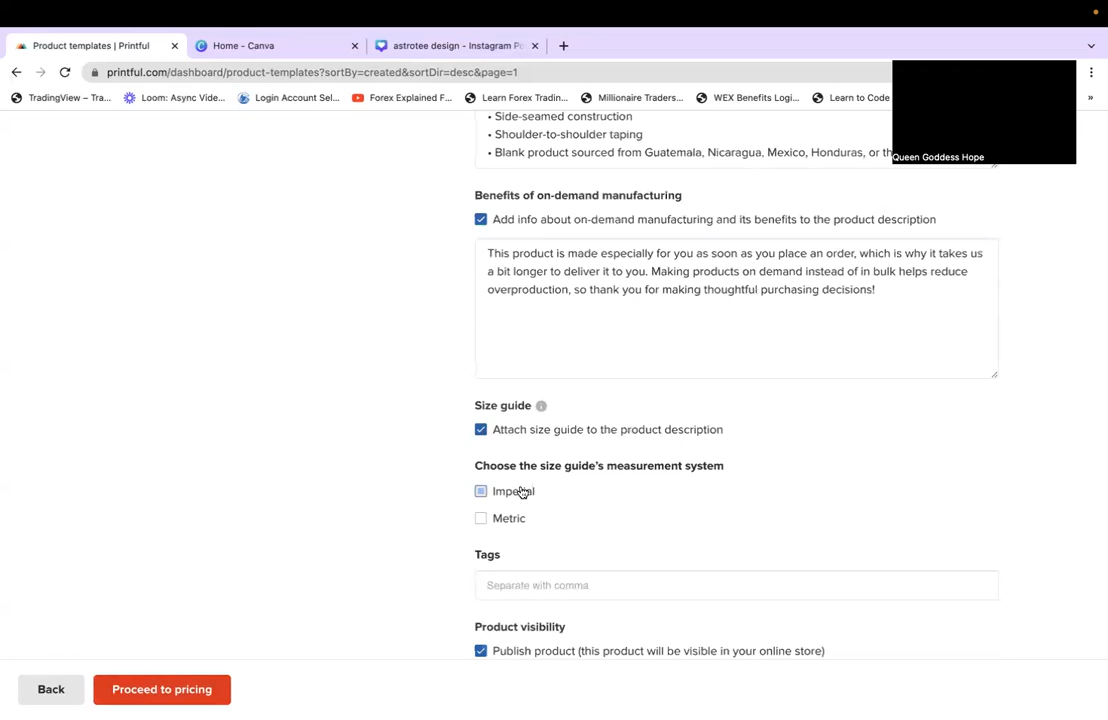 Product templates | Printful
Home - Canva
astrotee design - Instagram Po
printful.com/dashboard/product-templates?sortBy=created&sortDir=desc&page=1
TradingView – Tra...
Loom: Async Vide...
Login Account Sel...
Forex Explained F...
Learn Forex Tradin...
Millionaire Traders...
WEX Benefits Logi...
Learn to Code
»
• Side-seamed construction
• Shoulder-to-shoulder taping
• Blank product sourced from Guatemala, Nicaragua, Mexico, Honduras, or th
Queen Goddess Hope
Benefits of on-demand manufacturing
Add info about on-demand manufacturing and its benefits to the product description
This product is made especially for you as soon as you place an order, which is why it takes us
a bit longer to deliver it to you. Making products on demand instead of in bulk helps reduce
overproduction, so thank you for making thoughtful purchasing decisions!
Size guide
Attach size guide to the product description
Choose the size guide's measurement system
Imperial
Metric
Tags
Separate with comma
Product visibility
Publish product (this product will be visible in your online store)
Back
Proceed to pricing